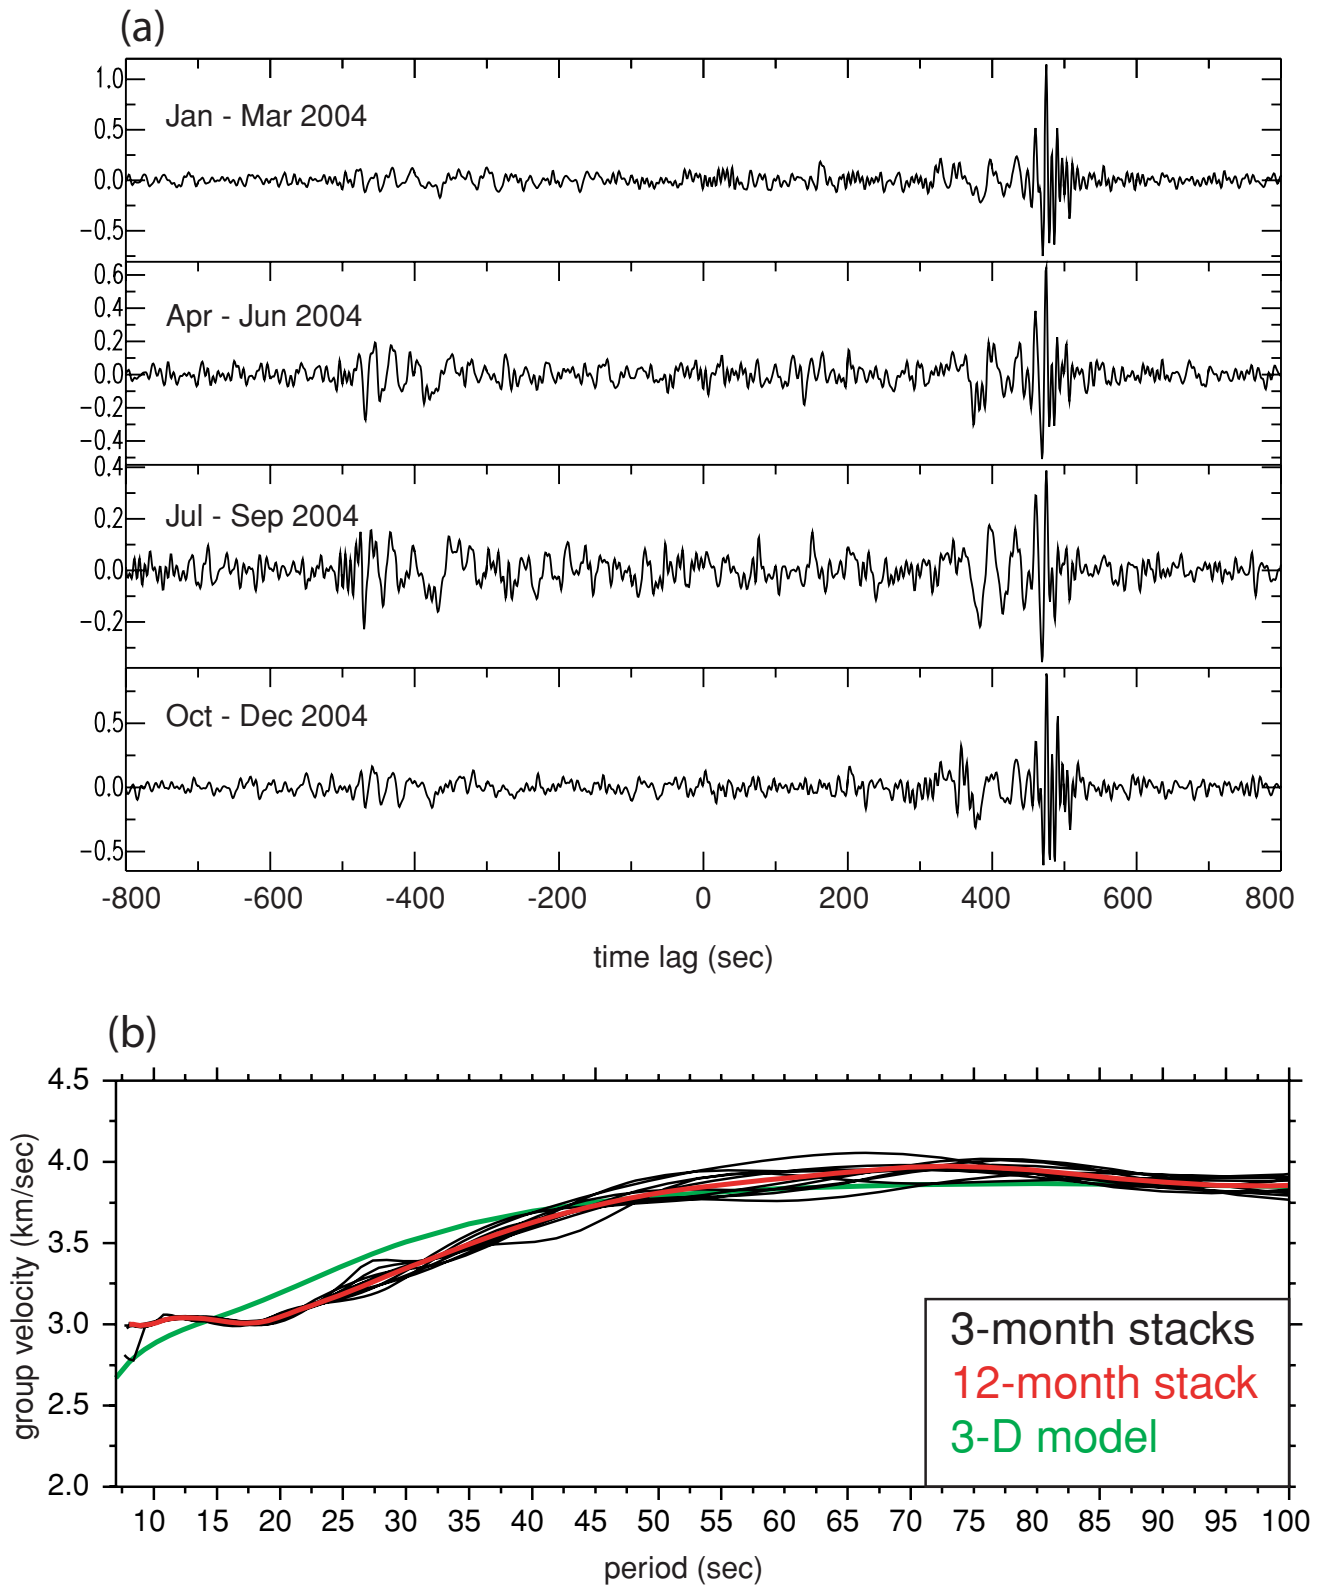 (a)
1.0
0.5
0.0
−0.5
Jan - Mar 2004
0.6
0.4
0.2
0.0
−0.2
−0.4
Apr - Jun 2004
0.4
0.2
0.0
−0.2
Jul - Sep 2004
0.5
0.0
−0.5
Oct - Dec 2004
-800 -600 -400 -200 0 200 400 600 800
time lag (sec)
(b)
4.5
4.0
3.5
3.0
2.5
2.0
group velocity (km/sec)
3-month stacks
12-month stack
3-D model
10 15 20 25 30 35 40 45 50 55 60 65 70 75 80 85 90 95 100
period (sec)